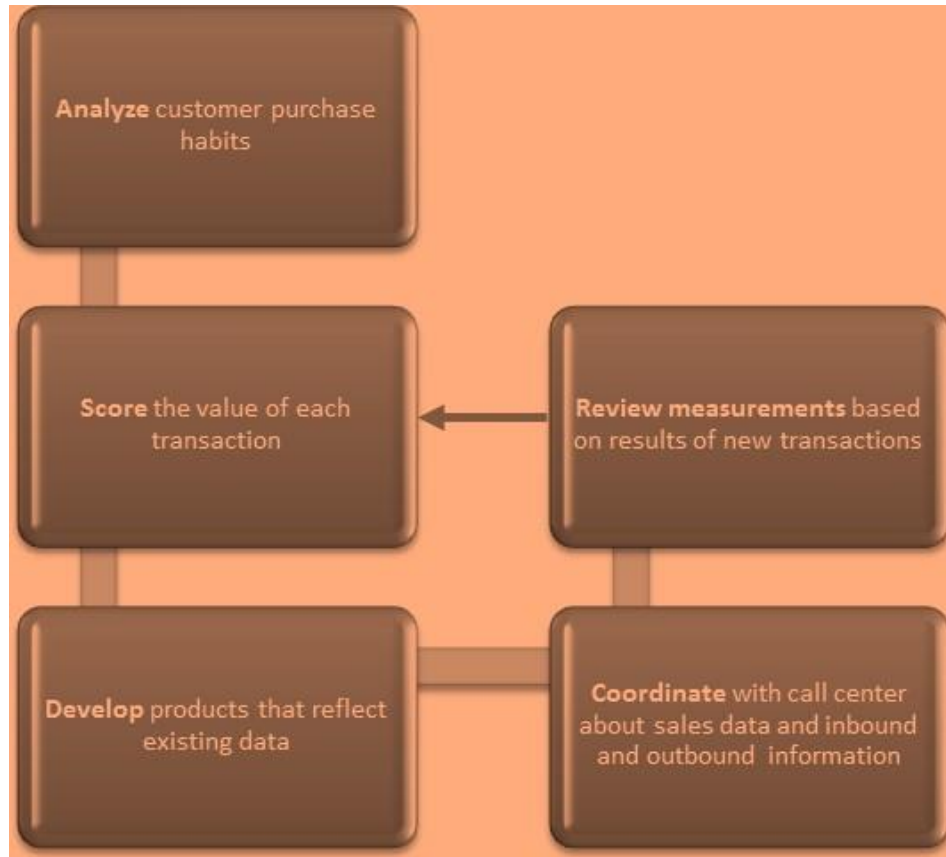 Analyze customer purchase
habits
Score the value of each
transaction
Develop products that reflect
existing data
Coordinate with call center
about sales data and inbound
and outbound information
Review measurements based
on results of new transactions